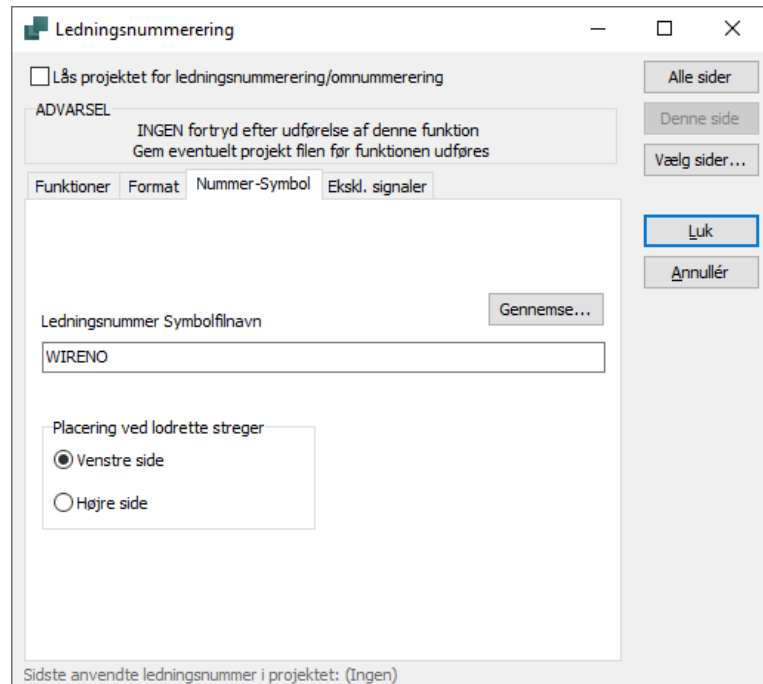 Ledningsnummerering
Lås projektet for ledningsnummerering/omnummerering
Alle sider
ADVARSEL
INGEN fortryd efter udførelse af denne funktion
Gem eventuelt projekt filen før funktionen udføres
Denne side
Vælg sider...
Funktioner Format Nummer-Symbol Ekskl. signaler
Luk
Annullér
Gennemse...
Ledningsnummer Symbolfilnavn
WIRENO
Placering ved lodrette streger
Venstre side
Højre side
Sidste anvendte ledningsnummer i projektet: (Ingen)